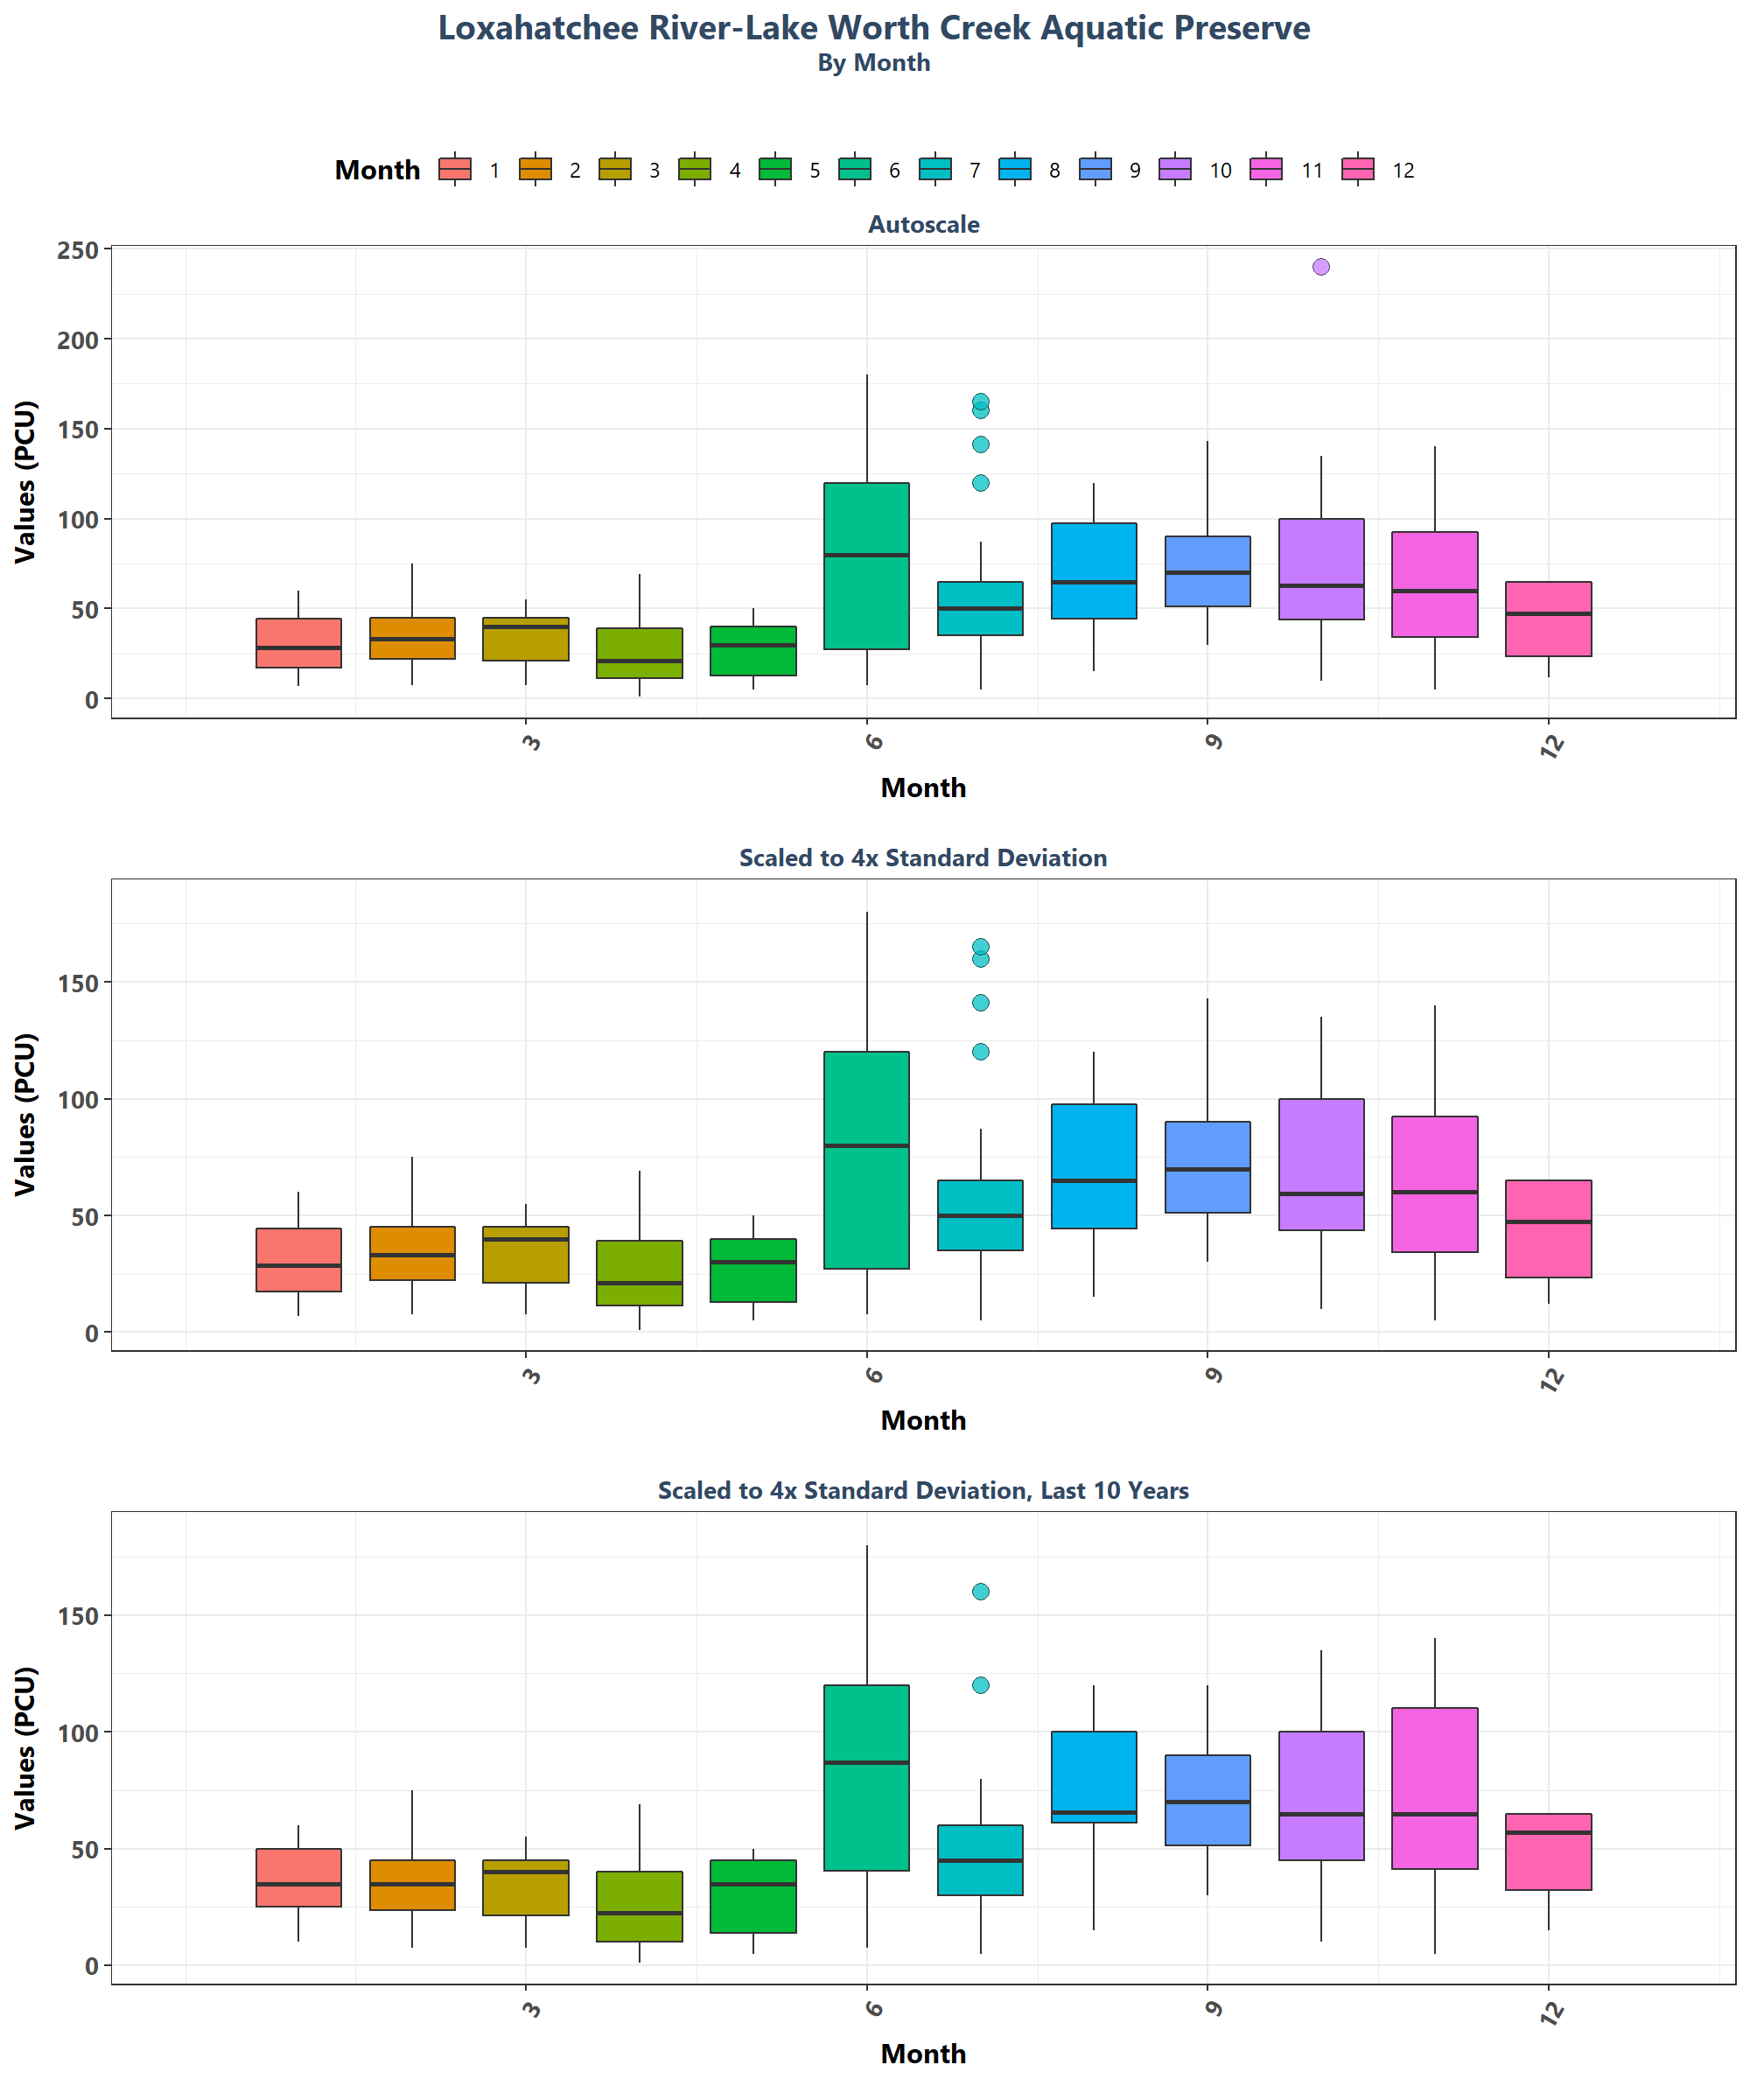 Loxahatchee River-Lake Worth Creek Aquatic Preserve
By Month
Month 1 2 3 4 5 6 7 8 9 10 11 12
Autoscale
Values (PCU)
250
200
150
100
50
0
3 6 9 12
Month
Scaled to 4x Standard Deviation
Values (PCU)
150
100
50
0
3 6 9 12
Month
Scaled to 4x Standard Deviation, Last 10 Years
Values (PCU)
150
100
50
0
3 6 9 12
Month